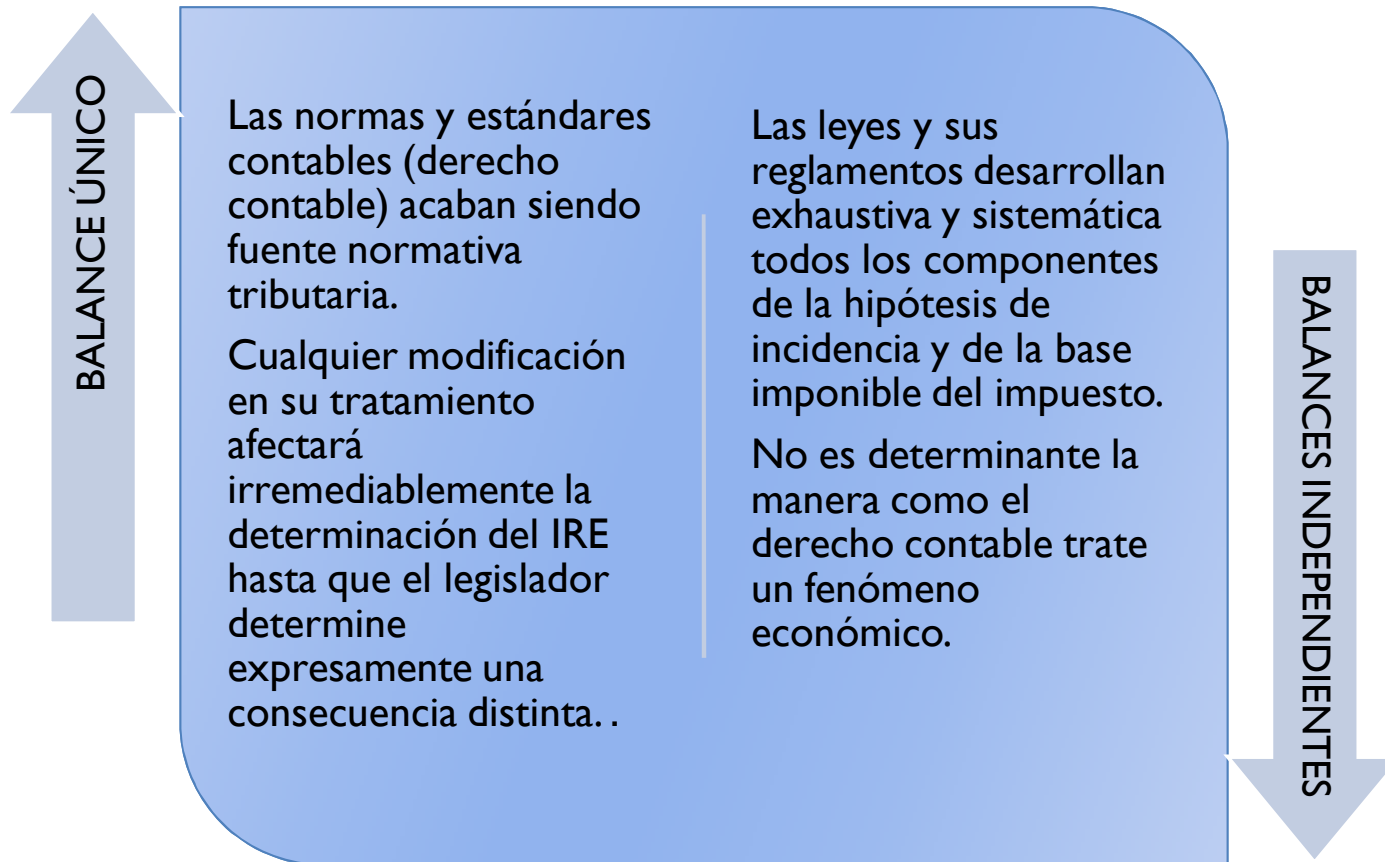 BALANCE ÚNICO
Las normas y estándares
contables (derecho
contable) acaban siendo
fuente normativa
tributaria.
Cualquier modificación
en su tratamiento
afectará
irremediablemente la
determinación del IRE
hasta que el legislador
determine
expresamente una
consecuencia distinta. .
Las leyes y sus
reglamentos desarrollan
exhaustiva y sistemática
todos los componentes
de la hipótesis de
incidencia y de la base
imponible del impuesto.
No es determinante la
manera como el
derecho contable trate
un fenómeno
económico.
BALANCES INDEPENDIENTES